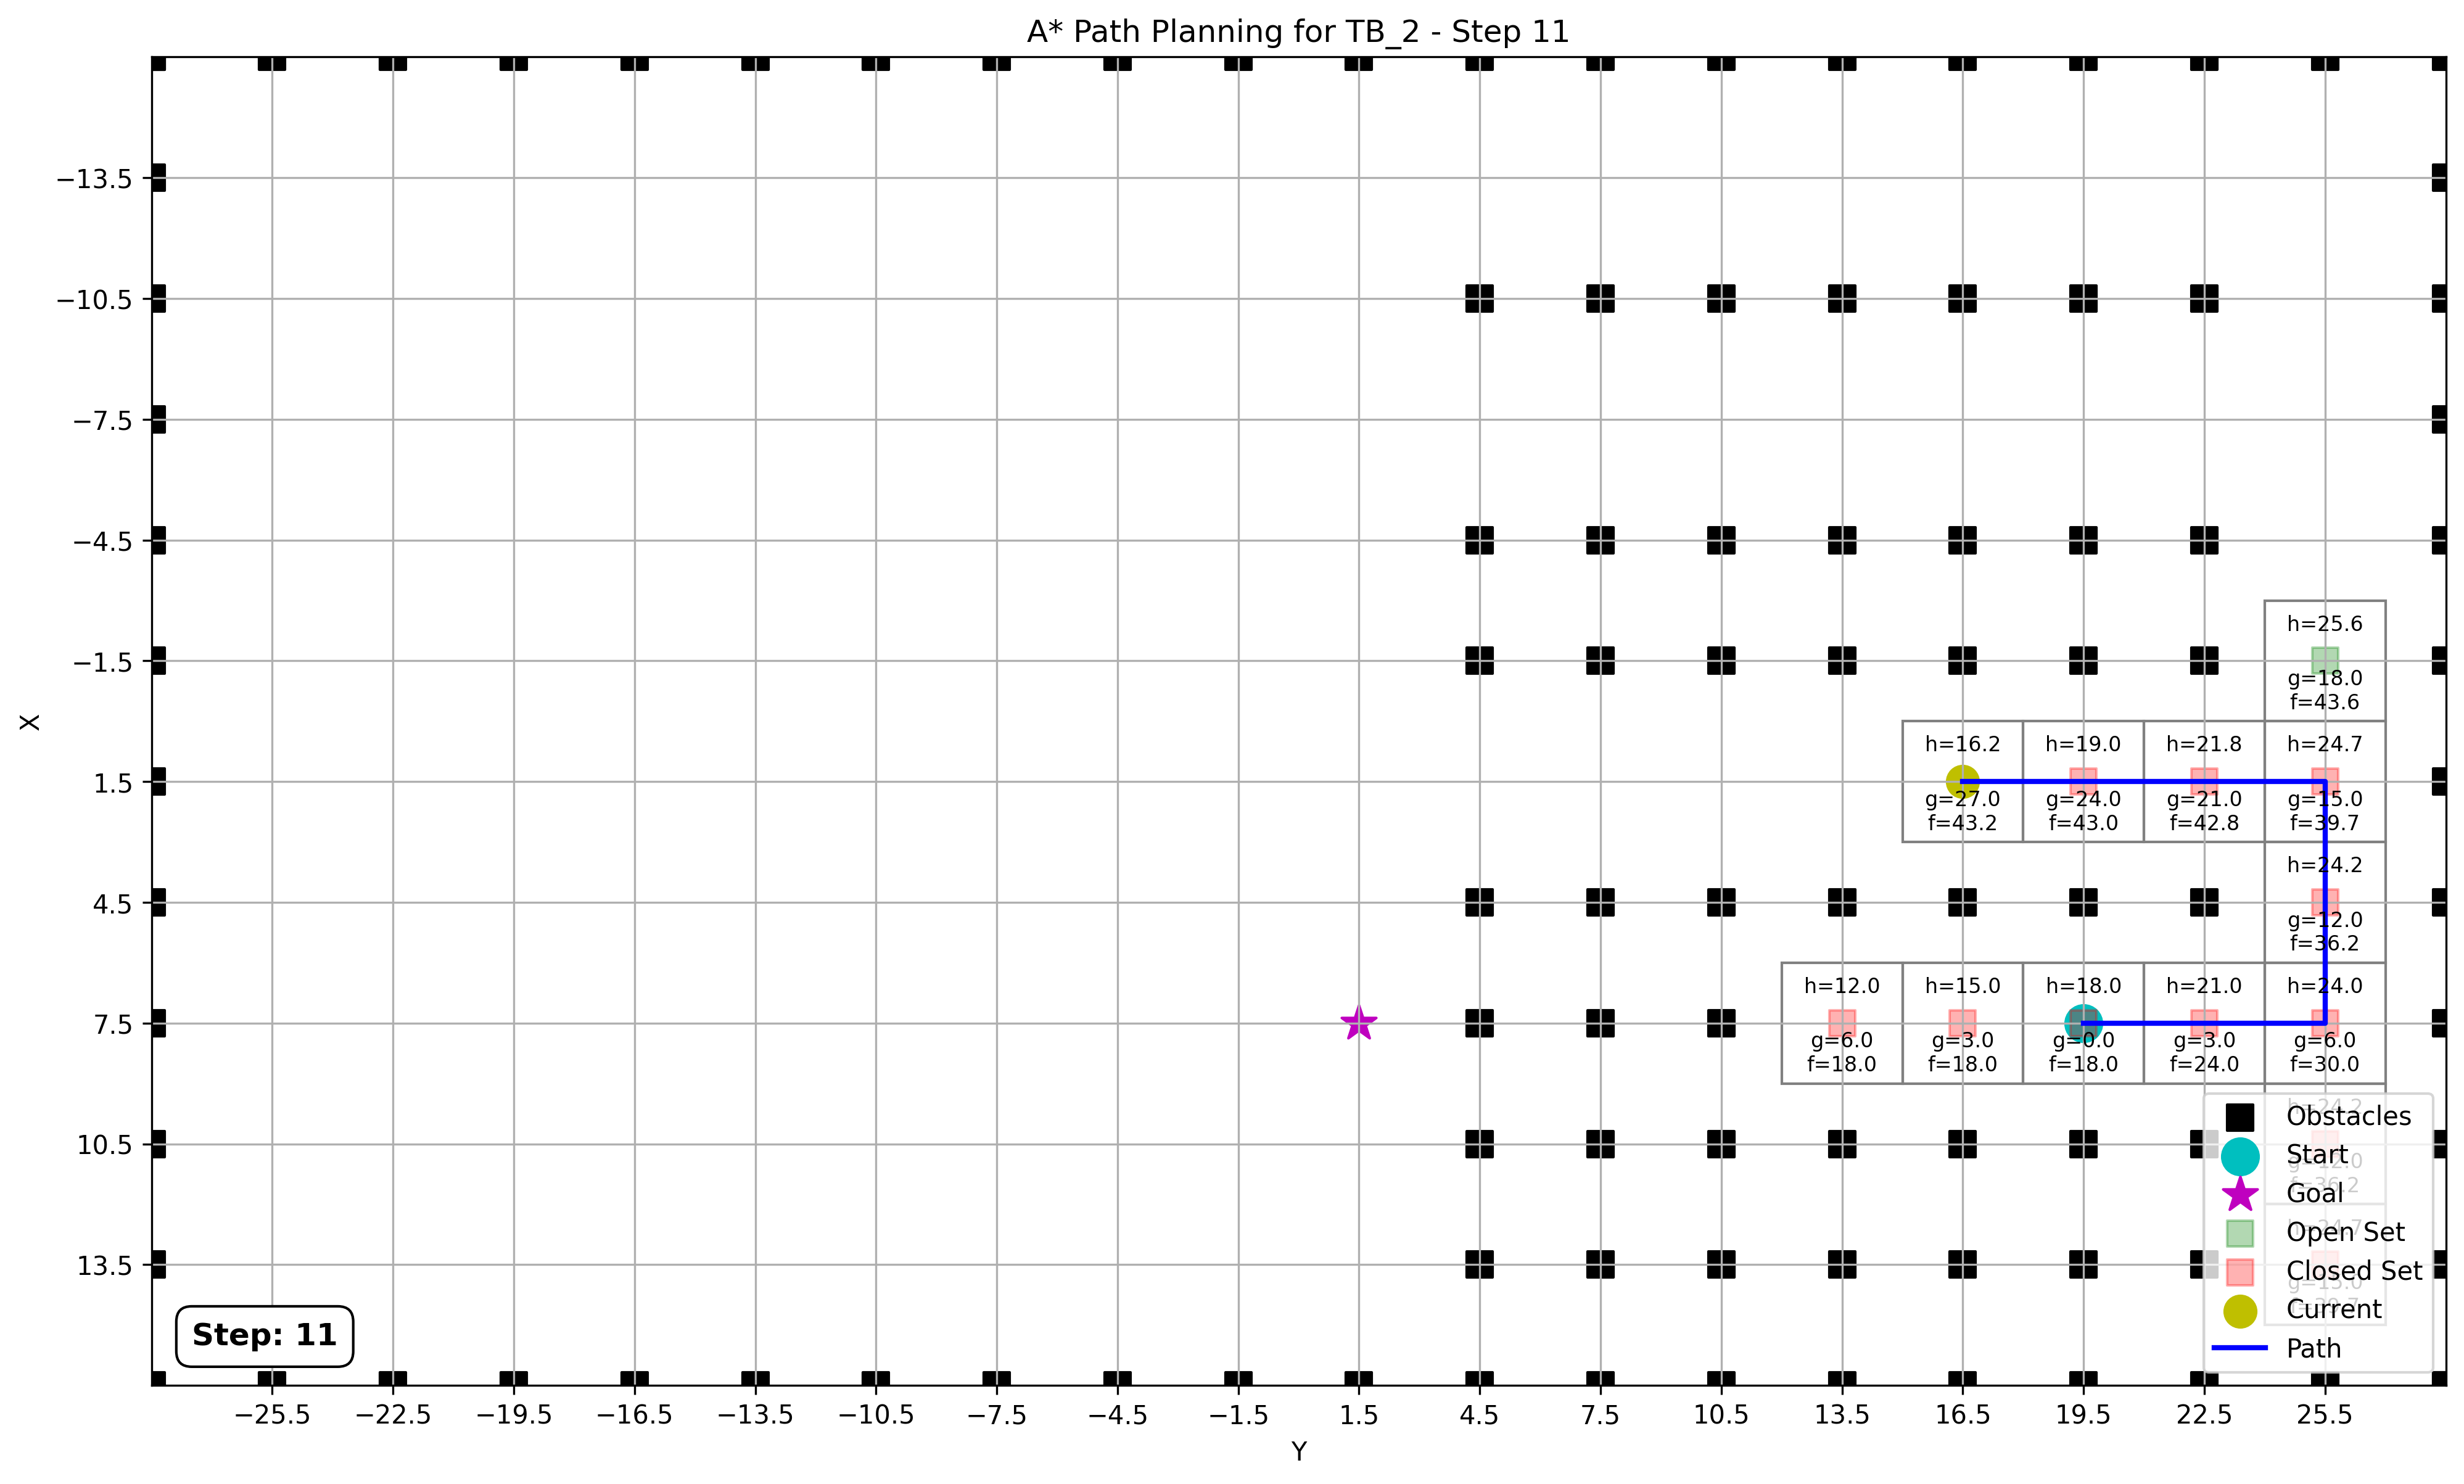 A* Path Planning for TB_2 - Step 11
X
−13.5
−10.5
−7.5
−4.5
−1.5
1.5
4.5
7.5
10.5
13.5
h=25.6
g=18.0
f=43.6
h=16.2
g=27.0
f=43.2
h=19.0
g=24.0
f=43.0
h=21.8
g=21.0
f=42.8
h=24.7
g=15.0
f=39.7
h=24.2
g=12.0
f=36.2
h=12.0
g=6.0
f=18.0
h=15.0
g=3.0
f=18.0
h=18.0
g=0.0
f=18.0
h=21.0
g=3.0
f=24.0
h=24.0
g=6.0
f=30.0
h=24.2
g=12.0
f=36.2
Obstacles
Start
Goal
Open Set
Closed Set
Current
Path
Step: 11
−25.5
−22.5
−19.5
−16.5
−13.5
−10.5
−7.5
−4.5
−1.5
1.5
4.5
7.5
10.5
13.5
16.5
19.5
22.5
25.5
Y